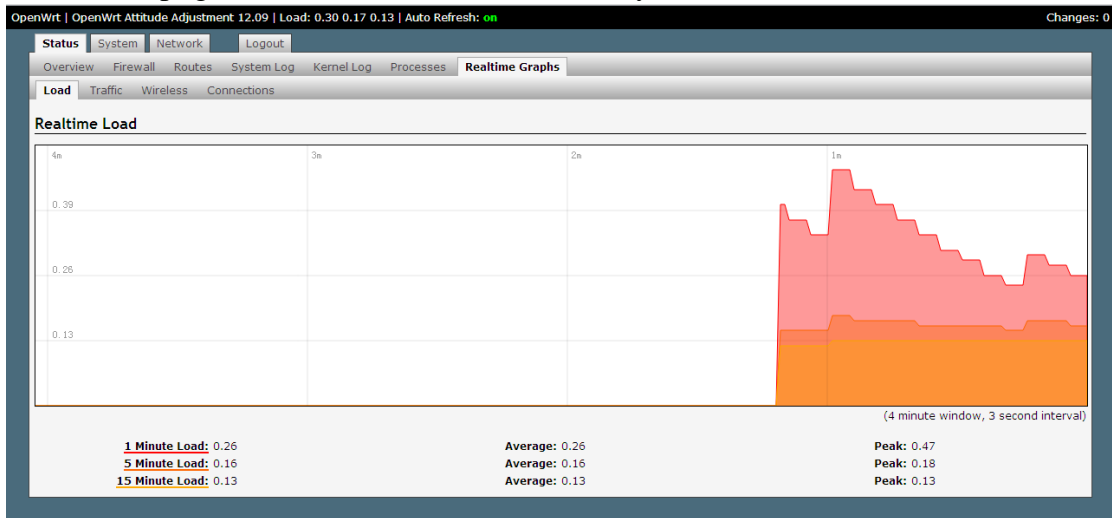 OpenWrt | OpenWrt Attitude Adjustment 12.09 | Load: 0.30 0.17 0.13 | Auto Refresh: on Changes: 0
Status System Network Logout
Overview Firewall Routes System Log Kernel Log Processes Realtime Graphs
Load Traffic Wireless Connections
Realtime Load
4m 3m 2m 1m
0.39
0.26
0.13
(4 minute window, 3 second interval)
1 Minute Load: 0.26 Average: 0.26 Peak: 0.47
5 Minute Load: 0.16 Average: 0.16 Peak: 0.18
15 Minute Load: 0.13 Average: 0.13 Peak: 0.13